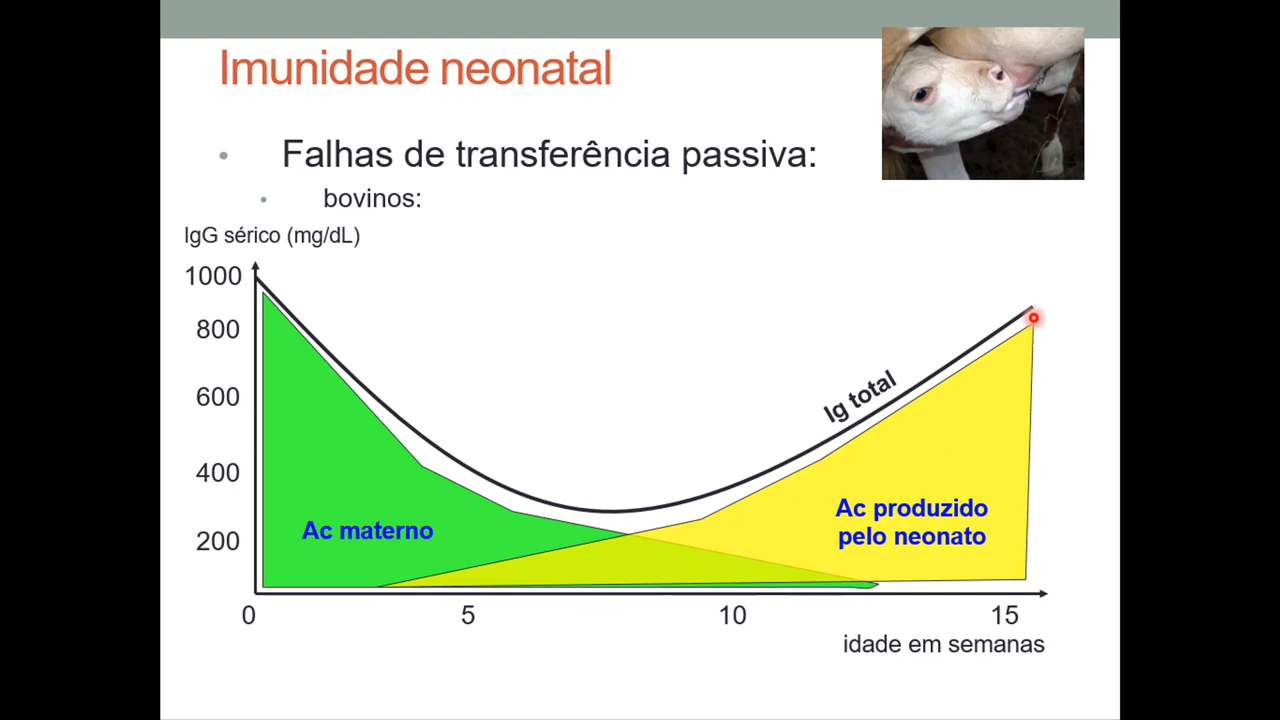 Imunidade neonatal
Falhas de transferência passiva:
bovinos:
IgG sérico (mg/dL)
1000
800
600
400
200
Ig total
Ac materno
Ac produzido
pelo neonato
0 5 10 15
idade em semanas